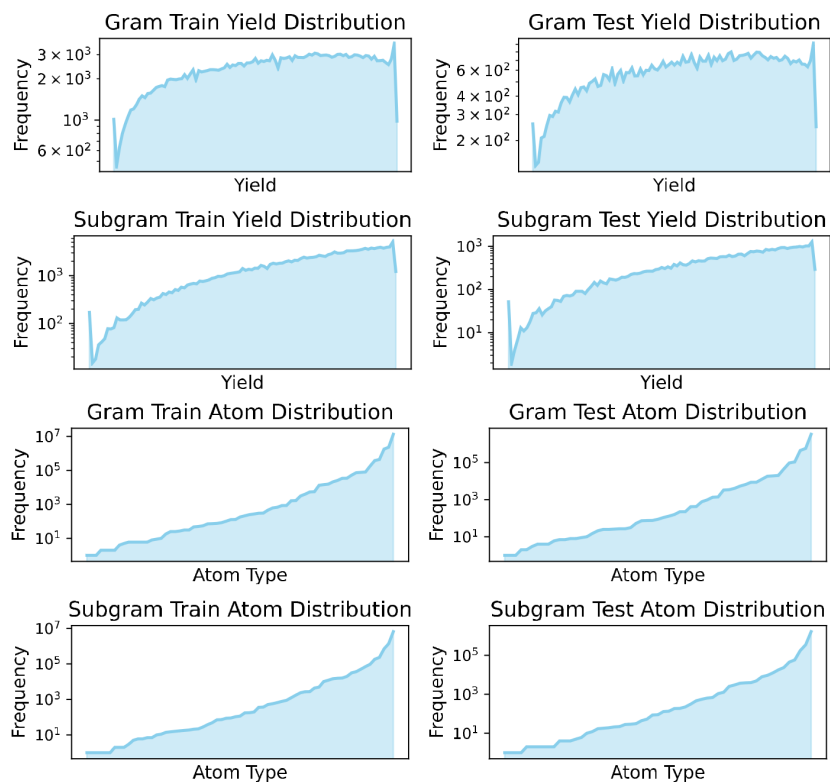 Gram Train Yield Distribution
Frequency
3 × 10³
2 × 10³
10³
6 × 10²
Yield
Gram Test Yield Distribution
Frequency
6 × 10²
4 × 10²
3 × 10²
2 × 10²
Yield
Subgram Train Yield Distribution
Frequency
10³
10²
Yield
Subgram Test Yield Distribution
Frequency
10³
10²
10¹
Yield
Gram Train Atom Distribution
Frequency
10⁷
10⁵
10³
10¹
Atom Type
Gram Test Atom Distribution
Frequency
10⁵
10³
10¹
Atom Type
Subgram Train Atom Distribution
Frequency
10⁷
10⁵
10³
10¹
Atom Type
Subgram Test Atom Distribution
Frequency
10⁵
10³
10¹
Atom Type